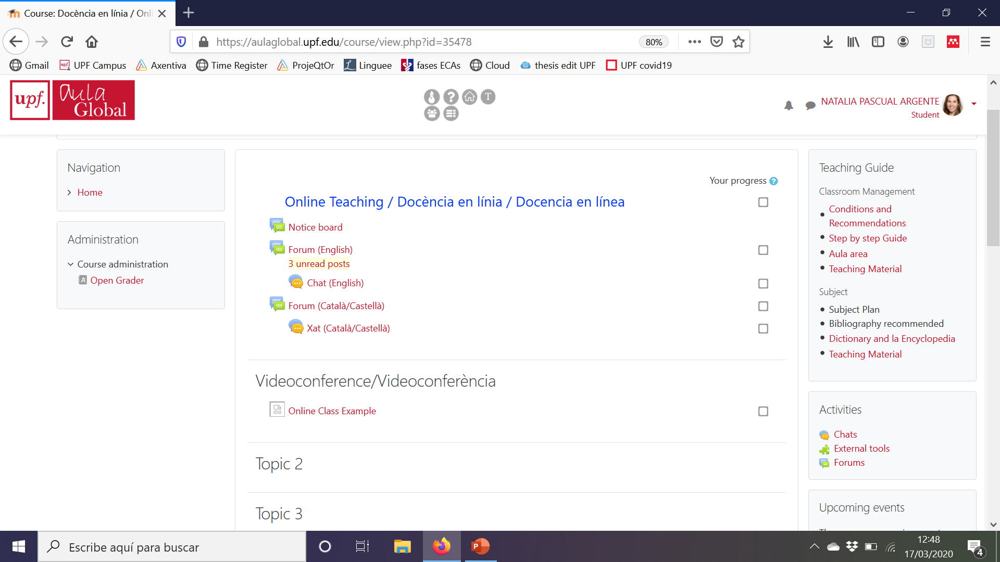 Course: Docència en línia / Onli
https://aulaglobal.upf.edu/course/view.php?id=35478
80%
Gmail
UPF Campus
Axentiva
Time Register
ProjeQtOr
Linguee
fases ECAs
Cloud
thesis edit UPF
UPF covid19
upf.
aula
Global
T
NATALIA PASCUAL ARGENTE
Student
Navigation
Home
Administration
Course administration
Open Grader
Your progress
Online Teaching / Docència en línia / Docencia en línea
Notice board
Forum (English)
3 unread posts
Chat (English)
Forum (Català/Castellà)
Xat (Català/Castellà)
Videoconference/Videoconferència
Online Class Example
Topic 2
Topic 3
Teaching Guide
Classroom Management
Conditions and
Recommendations
Step by step Guide
Aula area
Teaching Material
Subject
Subject Plan
Bibliography recommended
Dictionary and la Encyclopedia
Teaching Material
Activities
Chats
External tools
Forums
Upcoming events
Escribe aquí para buscar
12:48
17/03/2020
4